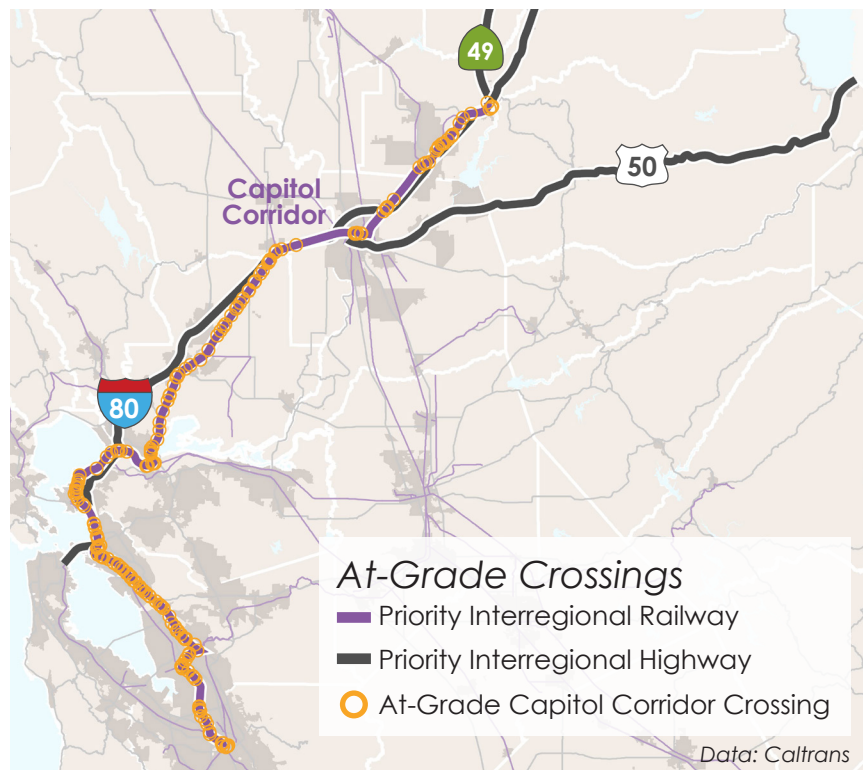 49
50
Capitol
Corridor
80
At-Grade Crossings
Priority Interregional Railway
Priority Interregional Highway
At-Grade Capitol Corridor Crossing
Data: Caltrans